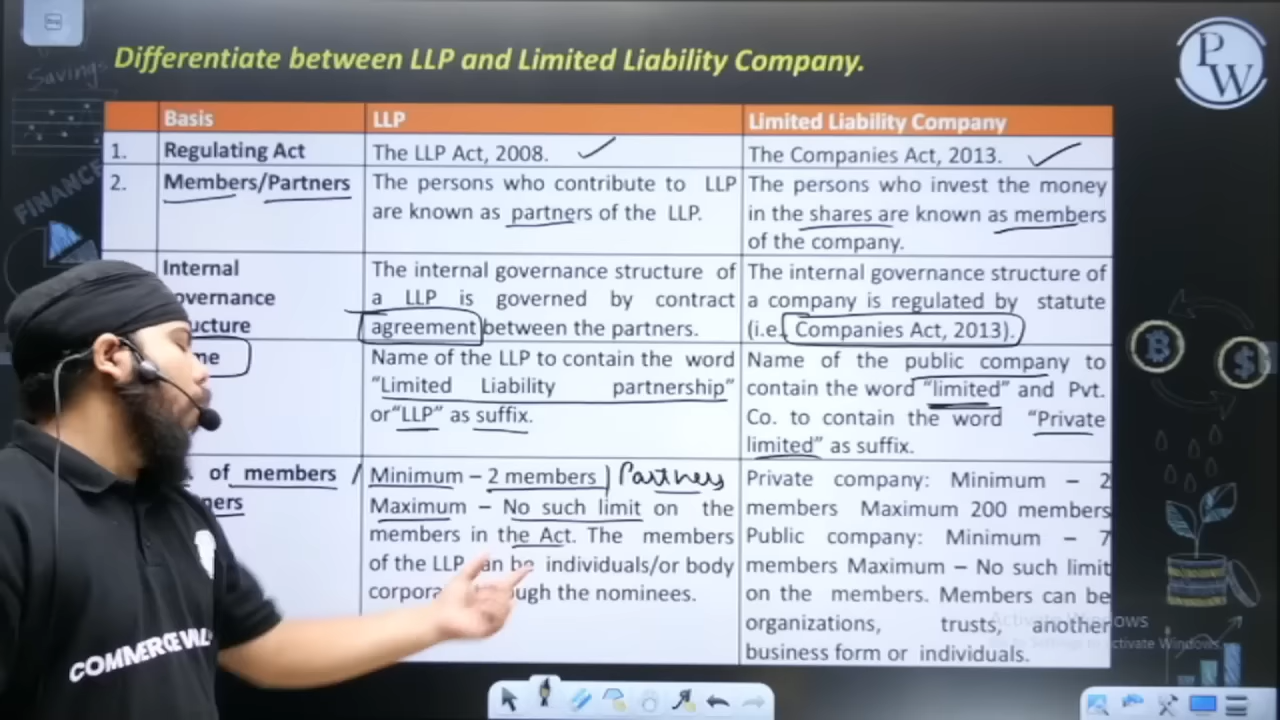 Savings
Differentiate between LLP and Limited Liability Company.
P
W
FINANCE
Basis LLP Limited Liability Company
1. Regulating Act The LLP Act, 2008. The Companies Act, 2013.
2. Members/Partners The persons who contribute to LLP
are known as partners of the LLP.
The persons who invest the money
in the shares are known as members
of the company.
Internal
The internal governance structure of
a LLP is governed by contract
agreement between the partners.
The internal governance structure of
a company is regulated by statute
(i.e. Companies Act, 2013).
Name of the LLP to contain the word
“Limited Liability partnership”
or“LLP” as suffix.
Name of the public company to
contain the word “limited” and Pvt.
Co. to contain the word “Private
limited” as suffix.
of members /
Minimum – 2 members Partners
Maximum – No such limit on the
members in the Act. The members
of the LLP be individuals/or body
the nominees.
Private company: Minimum – 2
members Maximum 200 members
Public company: Minimum – 7
members Maximum – No such limit
on the members. Members can be
organizations, trusts, another
business form or individuals.
Activate Windows
Activate Windows.
COMMERCE